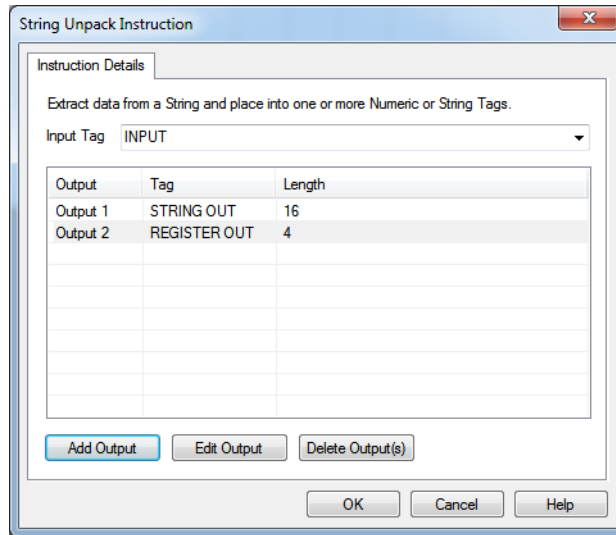 String Unpack Instruction
Instruction Details
Extract data from a String and place into one or more Numeric or String Tags.
Input Tag INPUT
Output Tag Length
Output 1 STRING OUT 16
Output 2 REGISTER OUT 4
Add Output Edit Output Delete Output(s)
OK Cancel Help